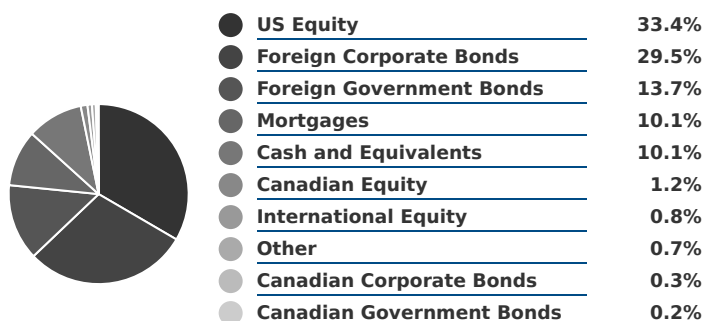 US Equity 33.4%
Foreign Corporate Bonds 29.5%
Foreign Government Bonds 13.7%
Mortgages 10.1%
Cash and Equivalents 10.1%
Canadian Equity 1.2%
International Equity 0.8%
Other 0.7%
Canadian Corporate Bonds 0.3%
Canadian Government Bonds 0.2%